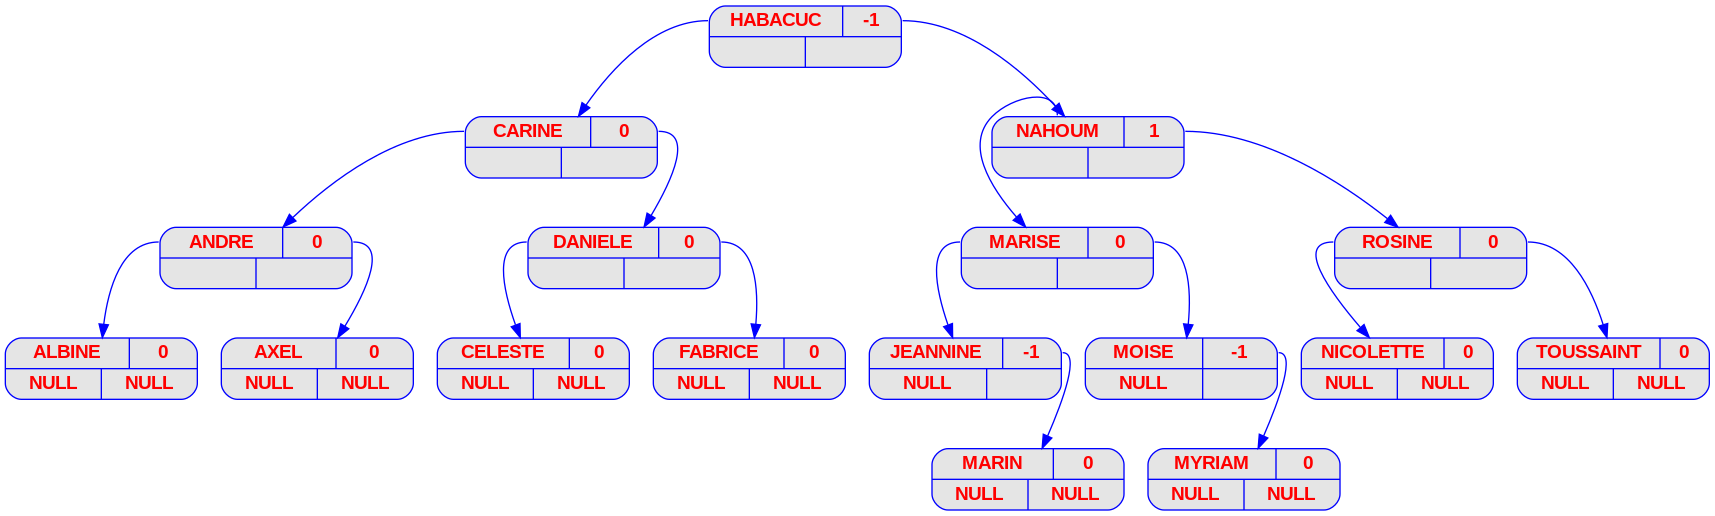 HABACUC -1
CARINE 0
NAHOUM 1
ANDRE 0
DANIELE 0
MARISE 0
ROSINE 0
ALBINE 0
NULL NULL
AXEL 0
NULL NULL
CELESTE 0
NULL NULL
FABRICE 0
NULL NULL
JEANNINE -1
NULL
MOISE -1
NULL
NICOLETTE 0
NULL NULL
TOUSSAINT 0
NULL NULL
MARIN 0
NULL NULL
MYRIAM 0
NULL NULL